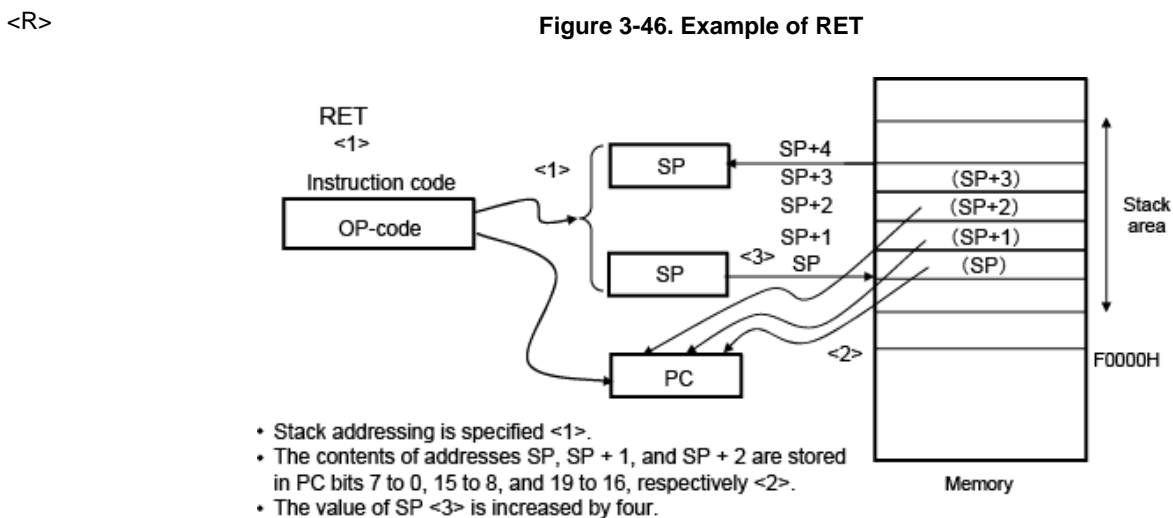 <R>
Figure 3-46. Example of RET
RET
<1>
Instruction code
OP-code
<1>
SP
SP
<3>
PC
SP+4
SP+3
SP+2
SP+1
SP
(SP+3)
(SP+2)
(SP+1)
(SP)
<2>
Stack
area
F0000H
Memory
• Stack addressing is specified <1>.
• The contents of addresses SP, SP + 1, and SP + 2 are stored
in PC bits 7 to 0, 15 to 8, and 19 to 16, respectively <2>.
• The value of SP <3> is increased by four.